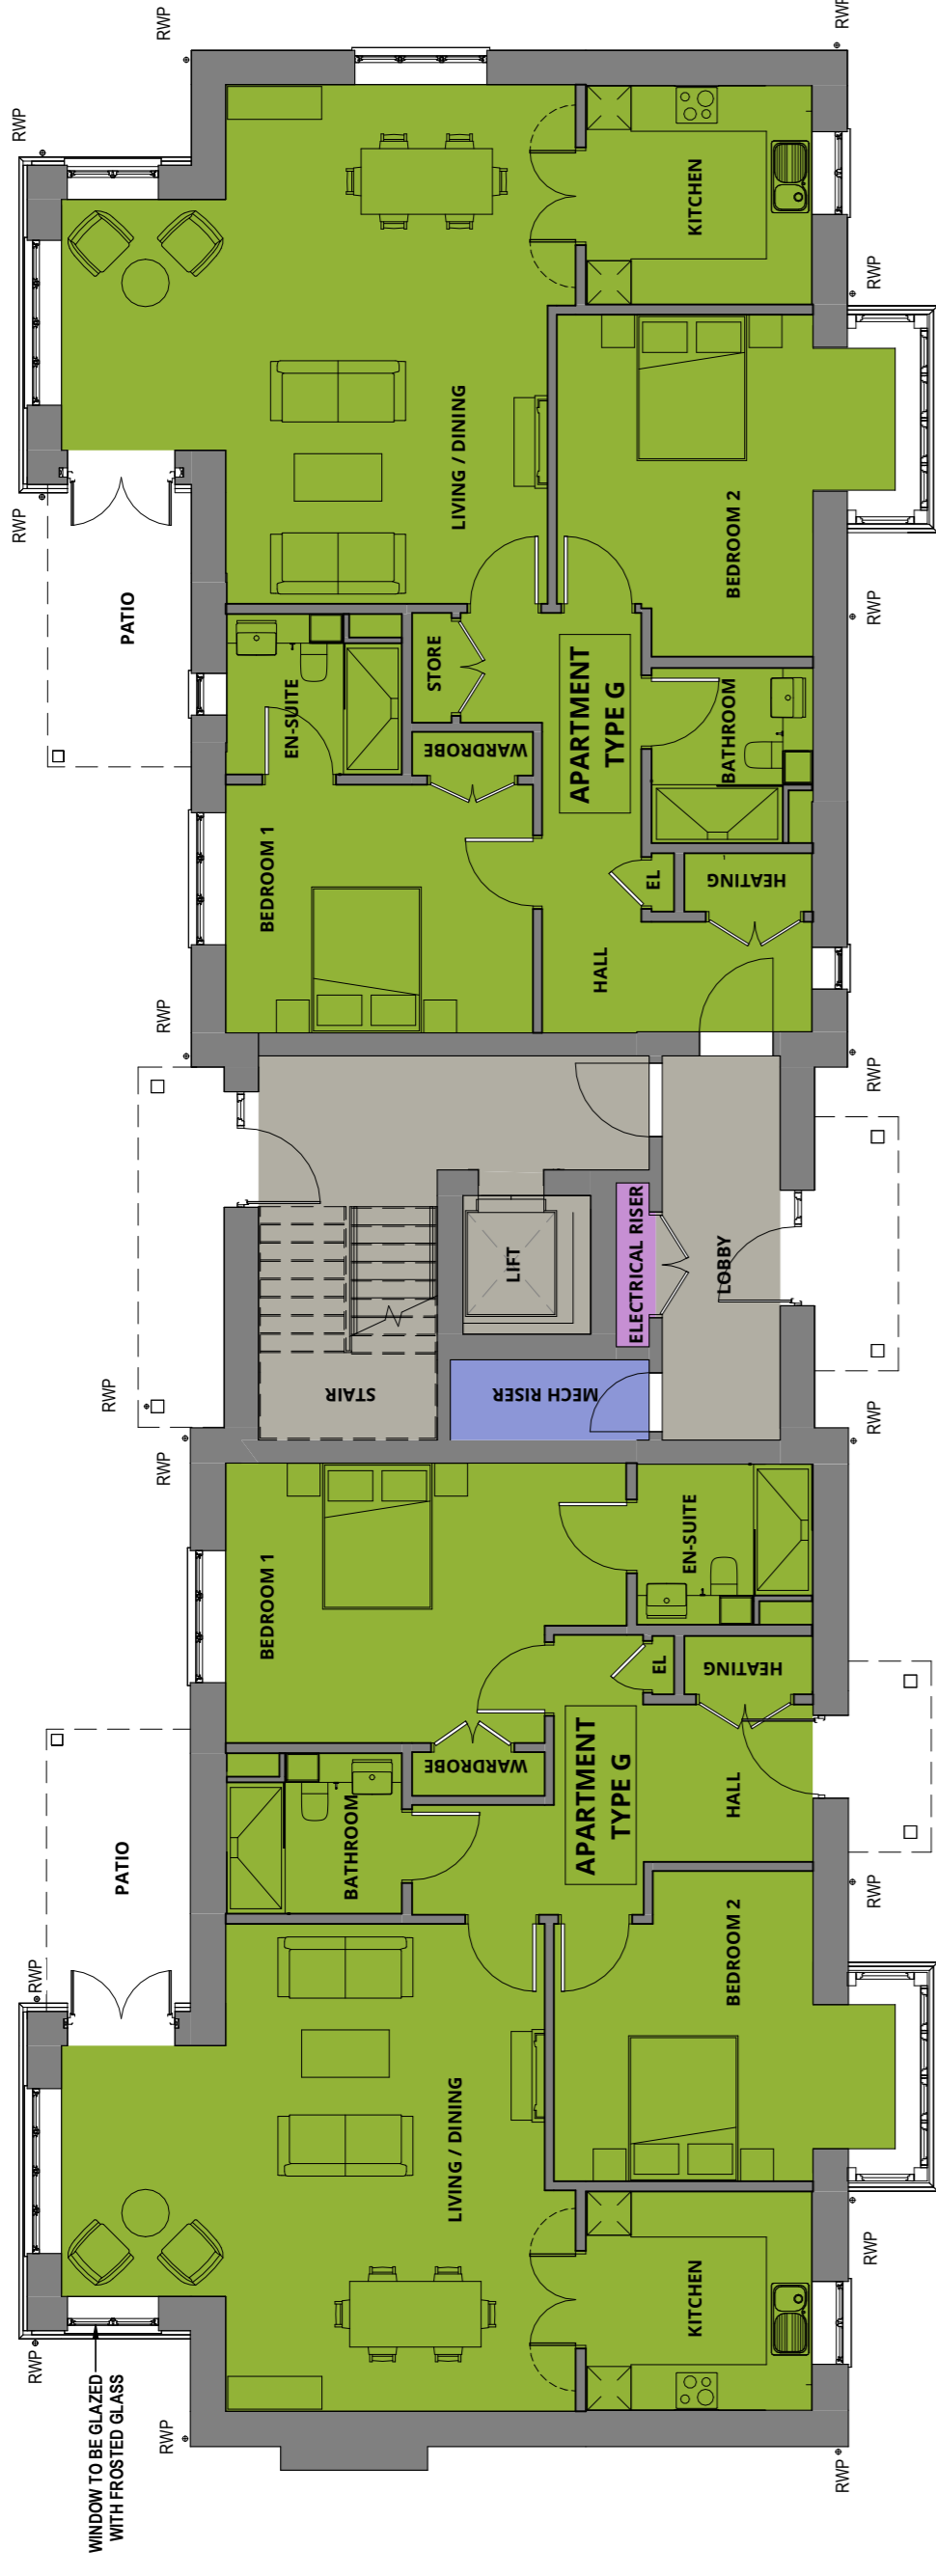 RWP
RWP
RWP
RWP
WINDOW TO BE GLAZED
WITH FROSTED GLASS
PATIO
RWP
PATIO
RWP
RWP
RWP
RWP
BEDROOM 1
BEDROOM 1
EN-SUITE
BATHROOM
STAIR
STORE
WARDROBE
WARDROBE
LIVING / DINING
LIVING / DINING
LIFT
MECH RISER
APARTMENT
TYPE G
APARTMENT
TYPE G
HALL
ELECTRICAL RISER
EL
EL
KITCHEN
EN-SUITE
KITCHEN
BEDROOM 2
HALL
LOBBY
BATHROOM
BEDROOM 2
HEATING
HEATING
RWP
RWP
RWP
RWP
RWP
RWP
RWP
RWP